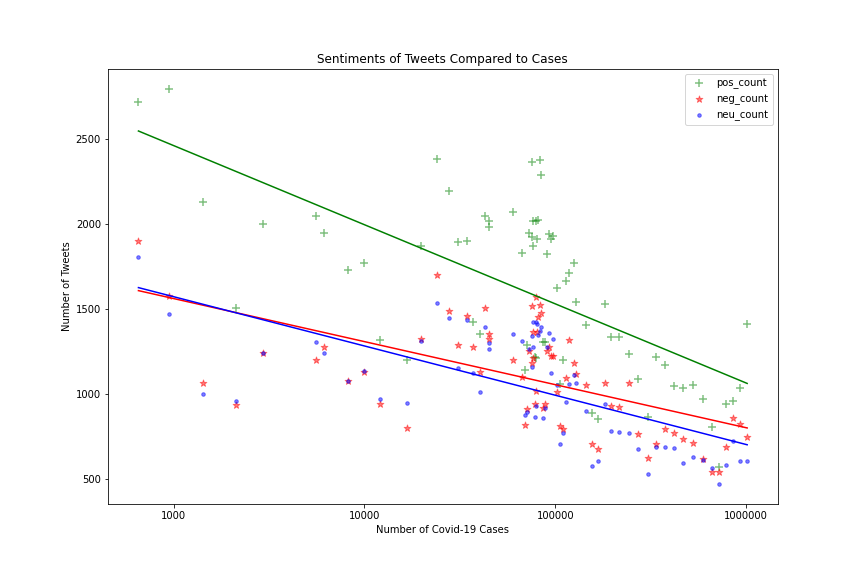 Sentiments of Tweets Compared to Cases
pos_count
neg_count
neu_count
2500
2000
1500
1000
500
Number of Tweets
1000
10000
100000
1000000
Number of Covid-19 Cases